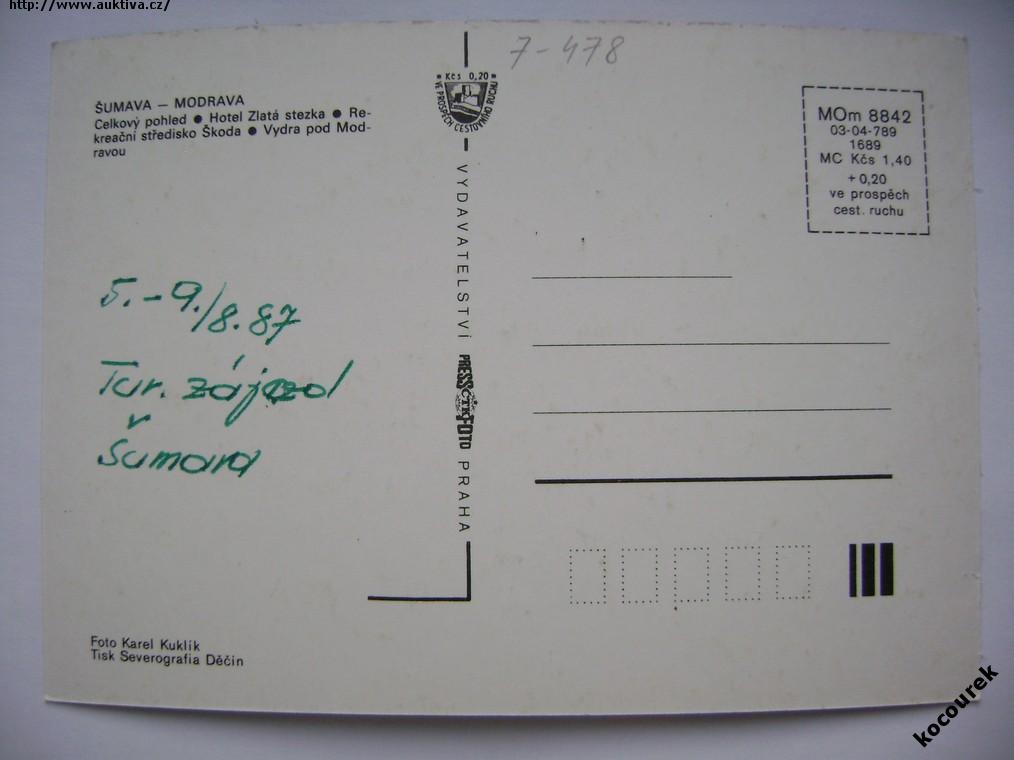 http://www.auktiva.cz/
7-478
ŠUMAVA — MODRAVA
Celkový pohled ● Hotel Zlatá stezka ● Re-
kreační středisko Škoda ● Vydra pod Mod-
ravou
Kčs 0,20
VE PROSPĚCH CESTOVNÍHO RUCHU
VYDAVATELSTVÍ PRESSFOTO ČTK PRAHA
MOm 8842
03-04-789
1689
MC Kčs 1,40
+0,20
ve prospěch
cest. ruchu
5.-9./8.87
Tur. zájezd
Šumava
Foto Karel Kuklík
Tisk Severografia Děčín
kocourek